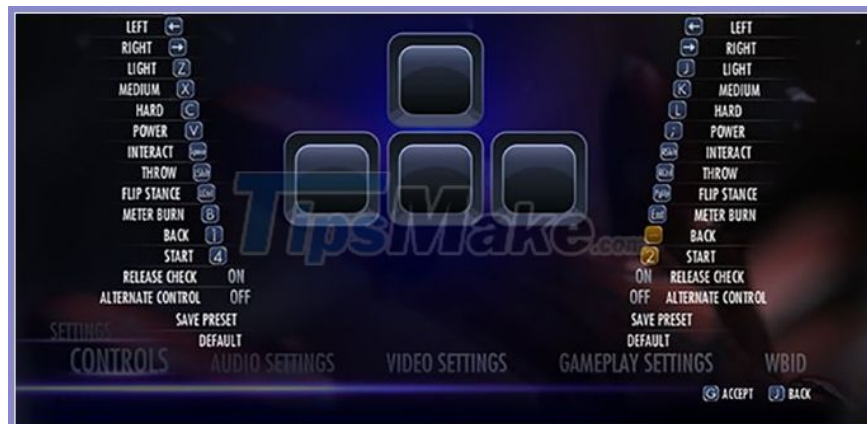 LEFT ← ← LEFT
RIGHT → → RIGHT
LIGHT Z J LIGHT
MEDIUM X K MEDIUM
HARD C L HARD
POWER V ; POWER
INTERACT INTERACT
THROW THROW
FLIP STANCE FLIP STANCE
METER BURN B METER BURN
BACK 1 BACK
START 4 2 START
RELEASE CHECK ON ON RELEASE CHECK
ALTERNATE CONTROL OFF OFF ALTERNATE CONTROL
SAVE PRESET SAVE PRESET
DEFAULT DEFAULT
TipsMake.com
SETTINGS
CONTROLS AUDIO SETTINGS VIDEO SETTINGS GAMEPLAY SETTINGS WBID
G ACCEPT J BACK